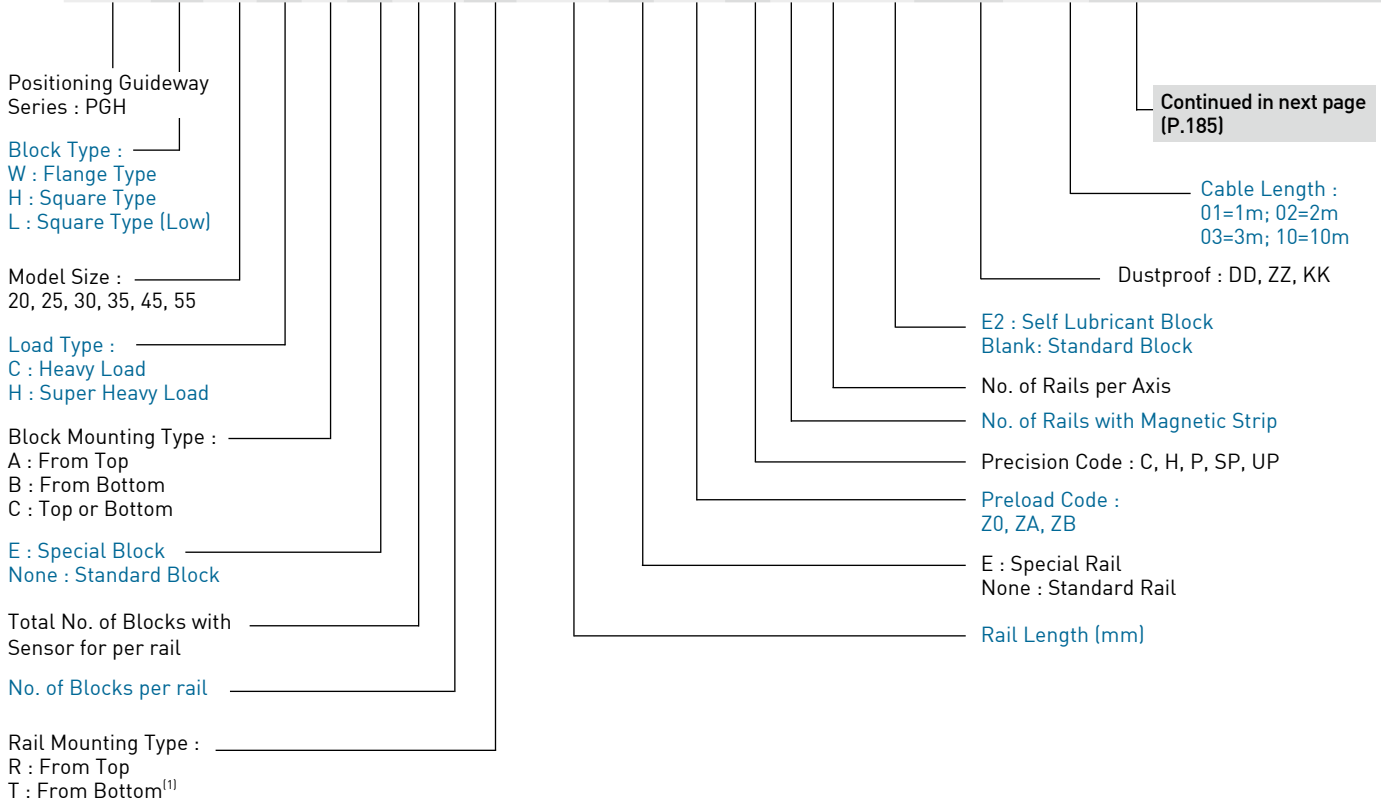 Positioning Guideway
Series : PGH
Block Type :
W : Flange Type
H : Square Type
L : Square Type (Low)
Model Size :
20, 25, 30, 35, 45, 55
Load Type :
C : Heavy Load
H : Super Heavy Load
Block Mounting Type :
A : From Top
B : From Bottom
C : Top or Bottom
E : Special Block
None : Standard Block
Total No. of Blocks with
Sensor for per rail
No. of Blocks per rail
Rail Mounting Type :
R : From Top
T : From Bottom(1)
Continued in next page
(P.185)
Cable Length :
01=1m; 02=2m
03=3m; 10=10m
Dustproof : DD, ZZ, KK
E2 : Self Lubricant Block
Blank: Standard Block
No. of Rails per Axis
No. of Rails with Magnetic Strip
Precision Code : C, H, P, SP, UP
Preload Code :
Z0, ZA, ZB
E : Special Rail
None : Standard Rail
Rail Length (mm)